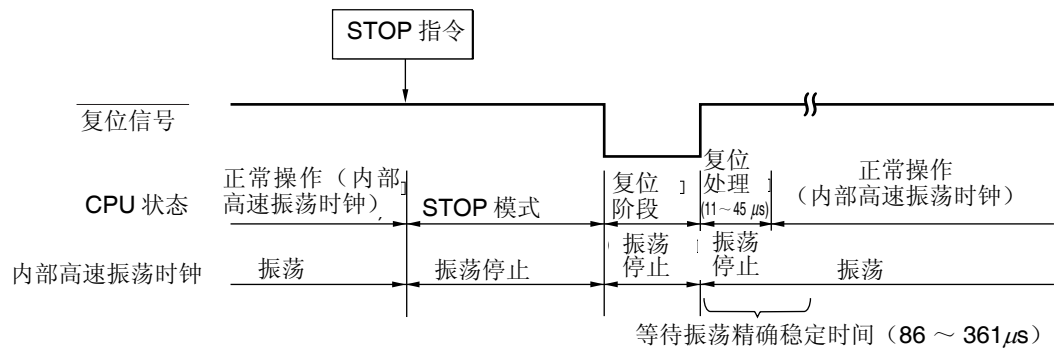 STOP 指令
复位信号
CPU 状态
正常操作（内部
高速振荡时钟）
STOP 模式
复位
阶段
复位
处理
(11～45 μs)
正常操作
（内部高速振荡时钟）
内部高速振荡时钟
振荡
振荡停止
振荡
停止
振荡
停止
振荡
等待振荡精确稳定时间（86 ～ 361μs）